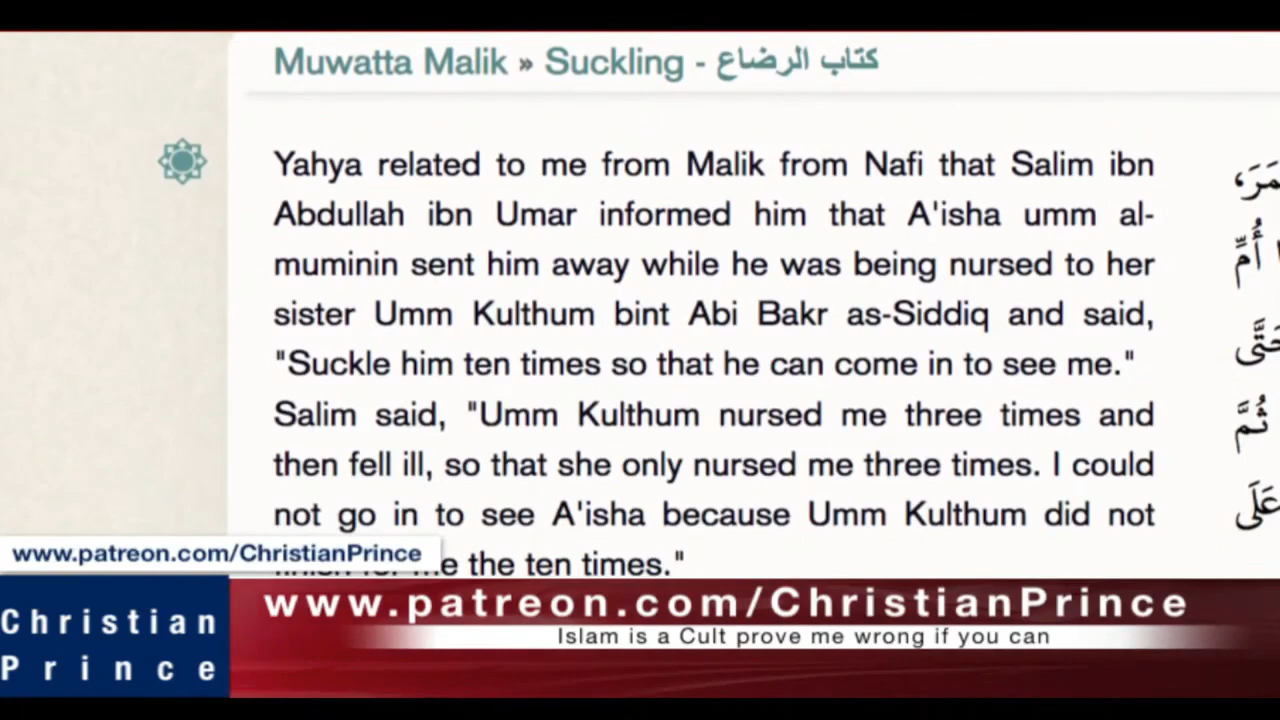 Muwatta Malik » Suckling - كتاب الرضاع
Yahya related to me from Malik from Nafi that Salim ibn
Abdullah ibn Umar informed him that A'isha umm al-
muminin sent him away while he was being nursed to her
sister Umm Kulthum bint Abi Bakr as-Siddiq and said,
"Suckle him ten times so that he can come in to see me."
Salim said, "Umm Kulthum nursed me three times and
then fell ill, so that she only nursed me three times. I could
not go in to see A'isha because Umm Kulthum did not
me the ten times."
ثُمَّ
www.patreon.com/ChristianPrince
Christian
Prince
www.patreon.com/ChristianPrince
Islam is a Cult prove me wrong if you can